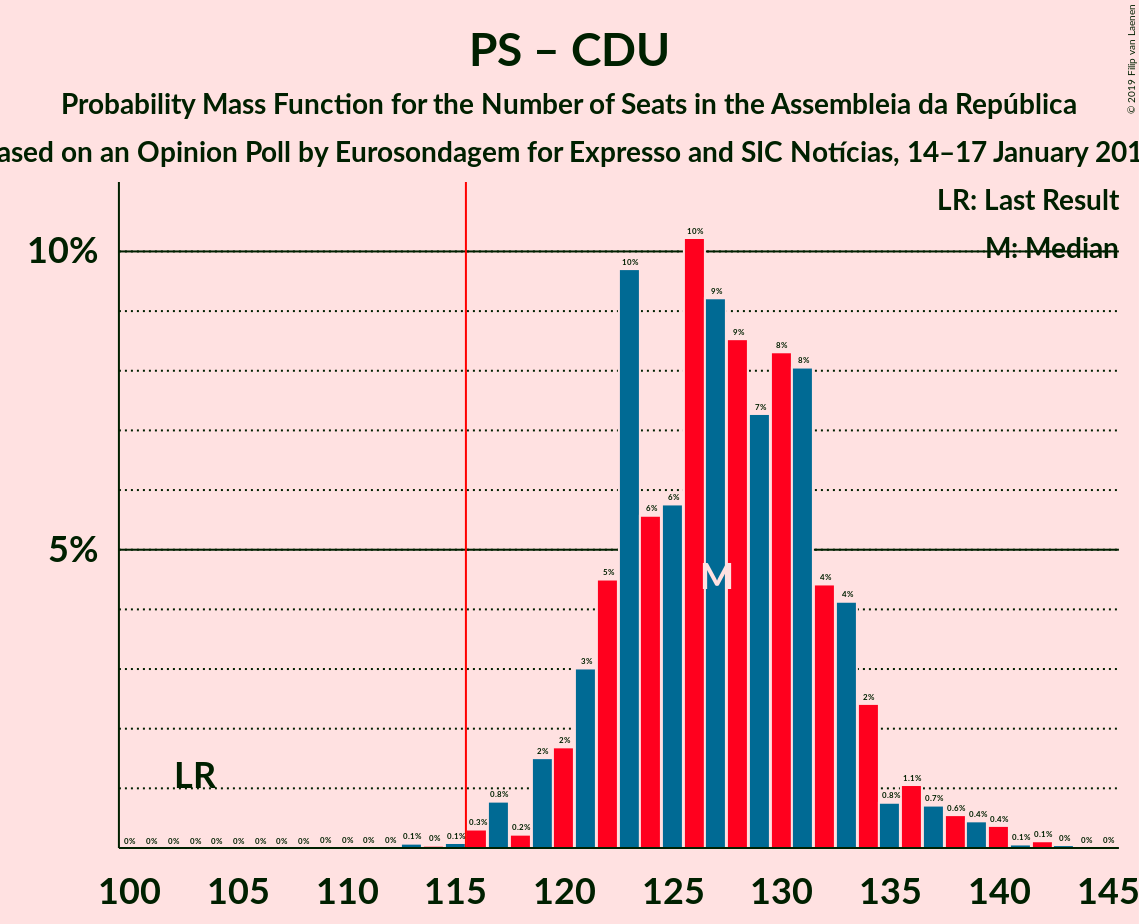 PS – CDU
Probability Mass Function for the Number of Seats in the Assembleia da República
ased on an Opinion Poll by Eurosondagem for Expresso and SIC Notícias, 14–17 January 201
© 2019 Filip van Laenen
LR: Last Result
M: Median
10%
5%
LR
M
0% 0% 0% 0% 0% 0% 0% 0% 0% 0% 0% 0% 0% 0.1% 0% 0.1% 0.3% 0.8% 0.2% 2% 2% 3% 5% 10% 6% 6% 10% 9% 9% 7% 8% 8% 4% 4% 2% 0.8% 1.1% 0.7% 0.6% 0.4% 0.4% 0.1% 0.1% 0% 0% 0%
100 105 110 115 120 125 130 135 140 145